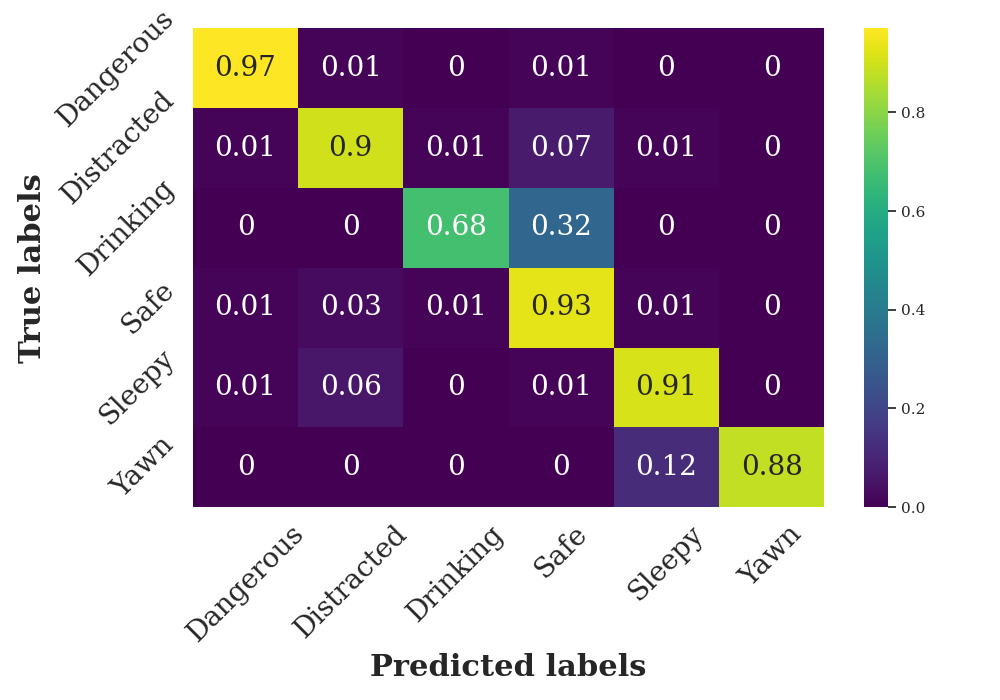 True labels
Dangerous 0.97 0.01 0 0.01 0 0
Distracted 0.01 0.9 0.01 0.07 0.01 0
Drinking 0 0 0.68 0.32 0 0
Safe 0.01 0.03 0.01 0.93 0.01 0
Sleepy 0.01 0.06 0 0.01 0.91 0
Yawn 0 0 0 0 0.12 0.88
Dangerous Distracted Drinking Safe Sleepy Yawn
Predicted labels
0.8
0.6
0.4
0.2
0.0